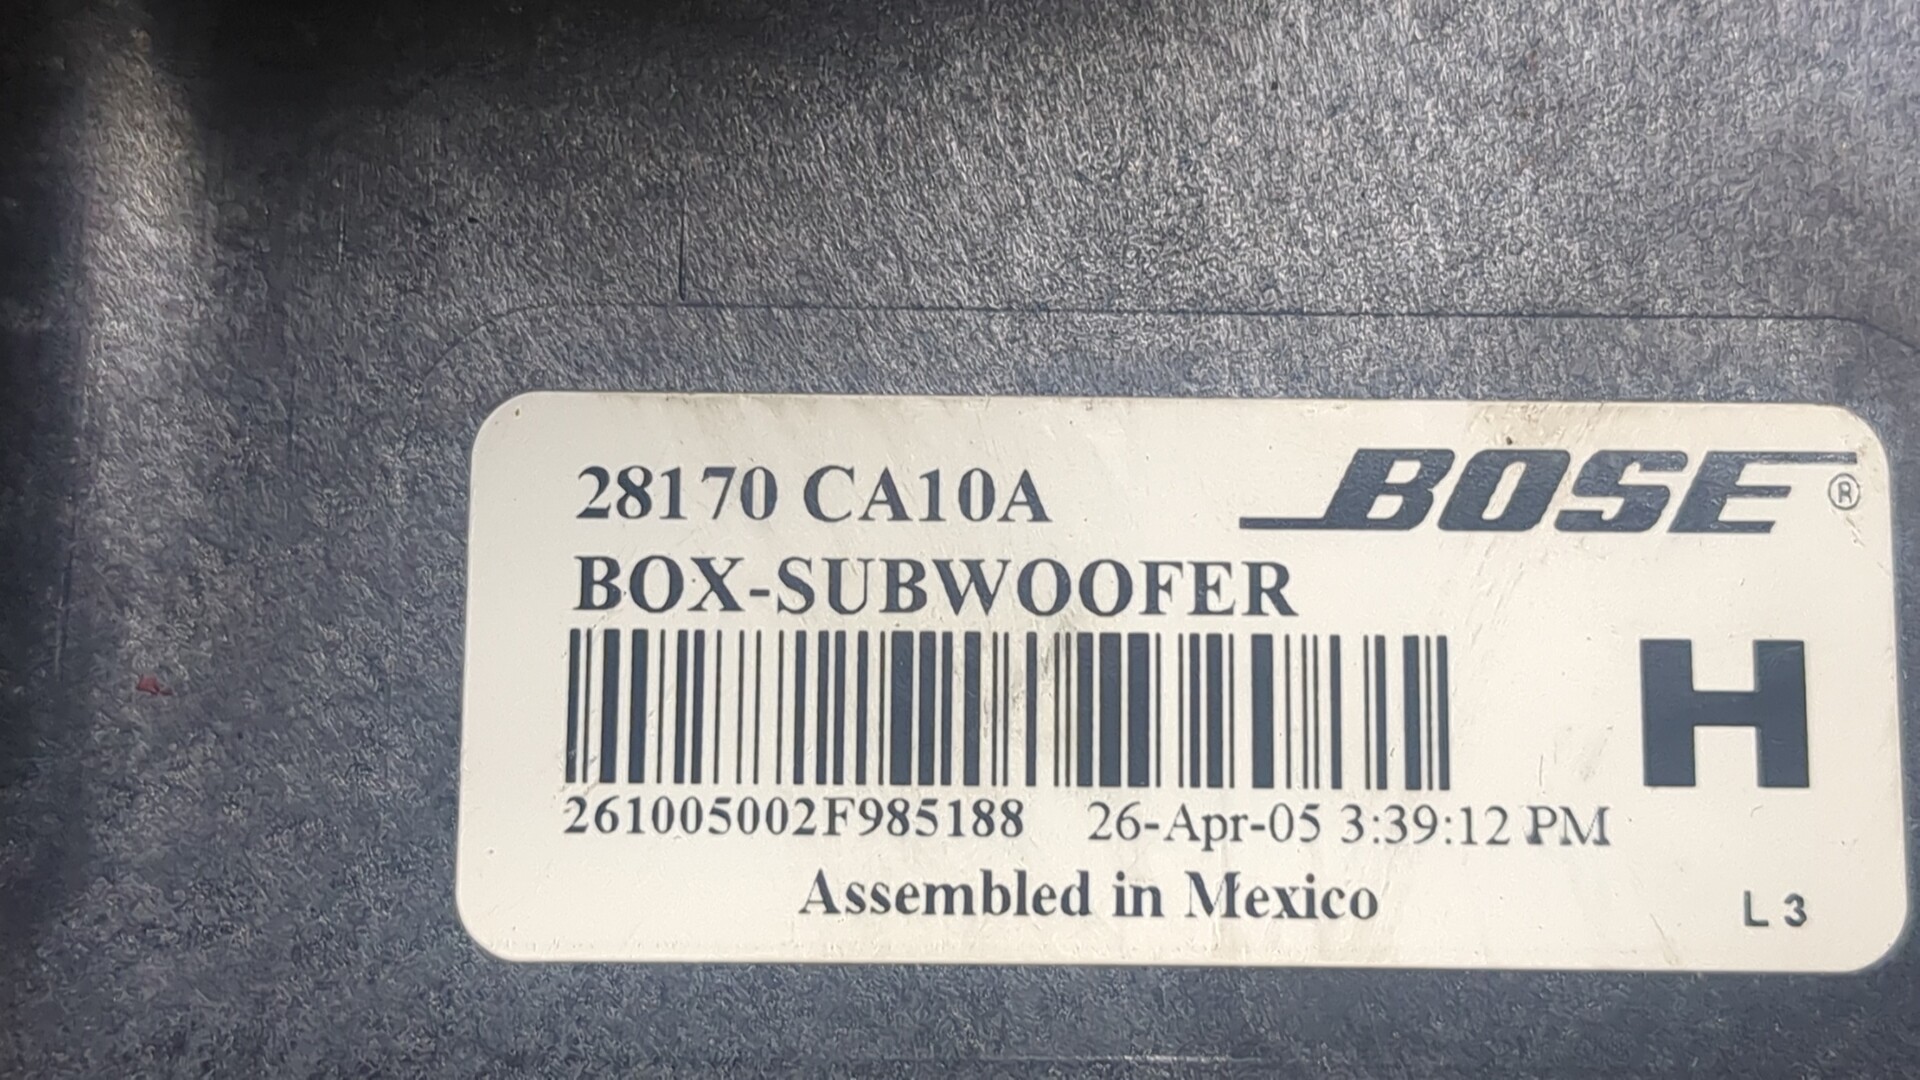 28170 CA10A
BOSE®
BOX-SUBWOOFER
H
261005002F985188 26-Apr-05 3:39:12 PM
Assembled in Mexico
L 3